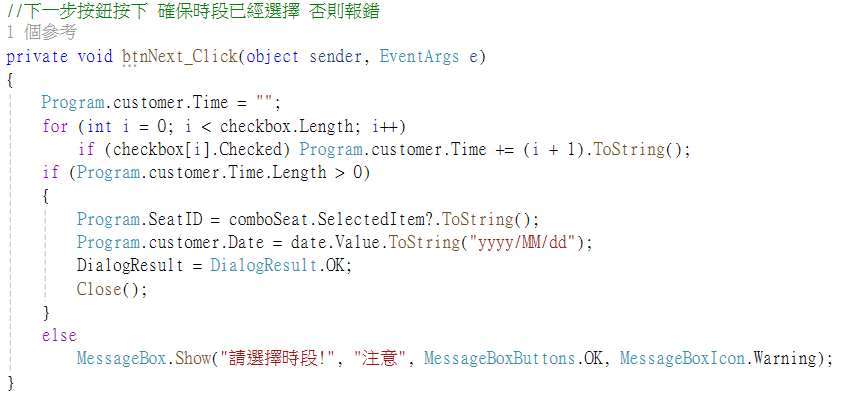 //下一步按鈕按下 確保時段已經選擇 否則報錯
1 個參考
private void btnNext_Click(object sender, EventArgs e)
{
Program.customer.Time = "";
for (int i = 0; i < checkbox.Length; i++)
if (checkbox[i].Checked) Program.customer.Time += (i + 1).ToString();
if (Program.customer.Time.Length > 0)
{
Program.SeatID = comboSeat.SelectedItem?.ToString();
Program.customer.Date = date.Value.ToString("yyyy/MM/dd");
DialogResult = DialogResult.OK;
Close();
}
else
MessageBox.Show("請選擇時段!", "注意", MessageBoxButtons.OK, MessageBoxIcon.Warning);
}